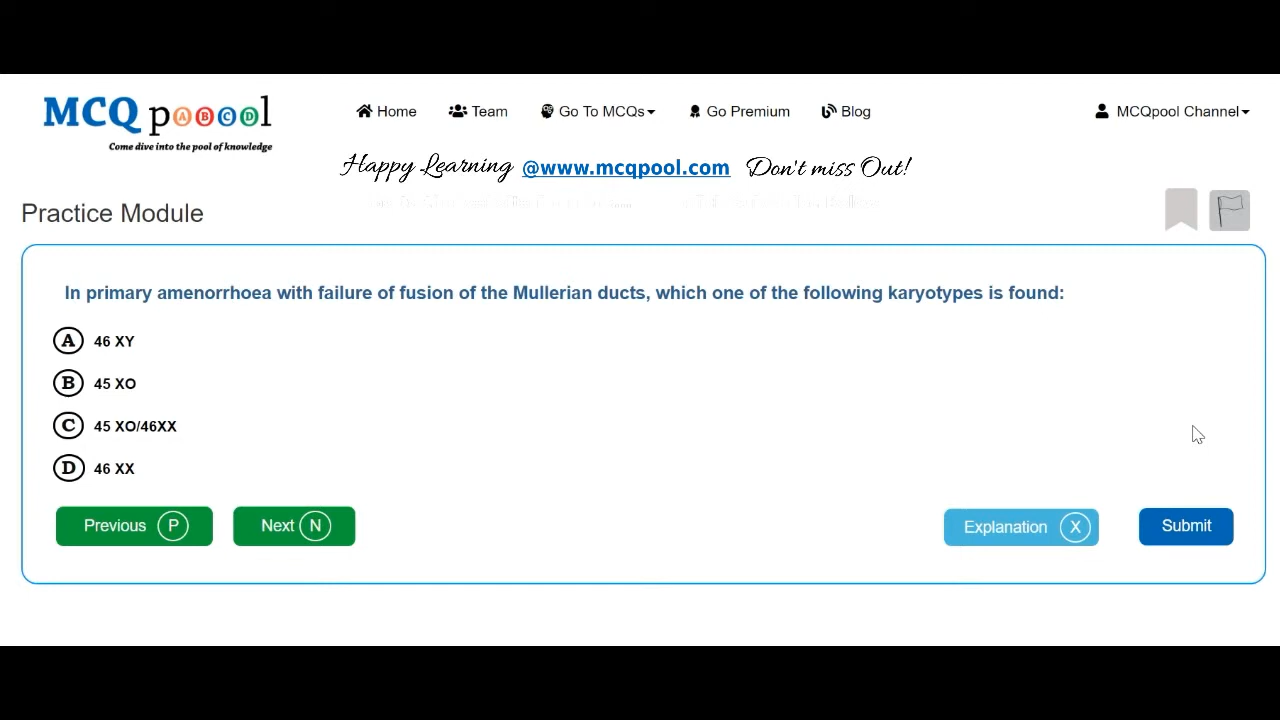 MCQ pABCDl
Come dive into the pool of knowledge
Home Team Go To MCQs Go Premium Blog MCQpool Channel
Happy Learning @www.mcqpool.com Don't miss Out!
Practice Module
In primary amenorrhoea with failure of fusion of the Mullerian ducts, which one of the following karyotypes is found:
A 46 XY
B 45 XO
C 45 XO/46XX
D 46 XX
Previous P Next N Explanation X Submit